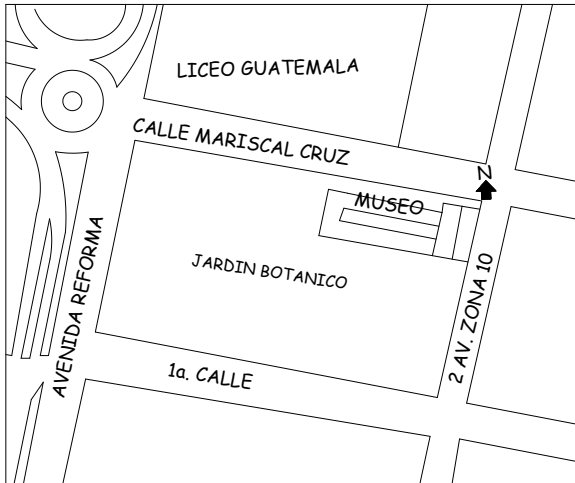 LICEO GUATEMALA
CALLE MARISCAL CRUZ
N
MUSEO
JARDIN BOTANICO
AVENIDA REFORMA
2 AV. ZONA 10
1a. CALLE